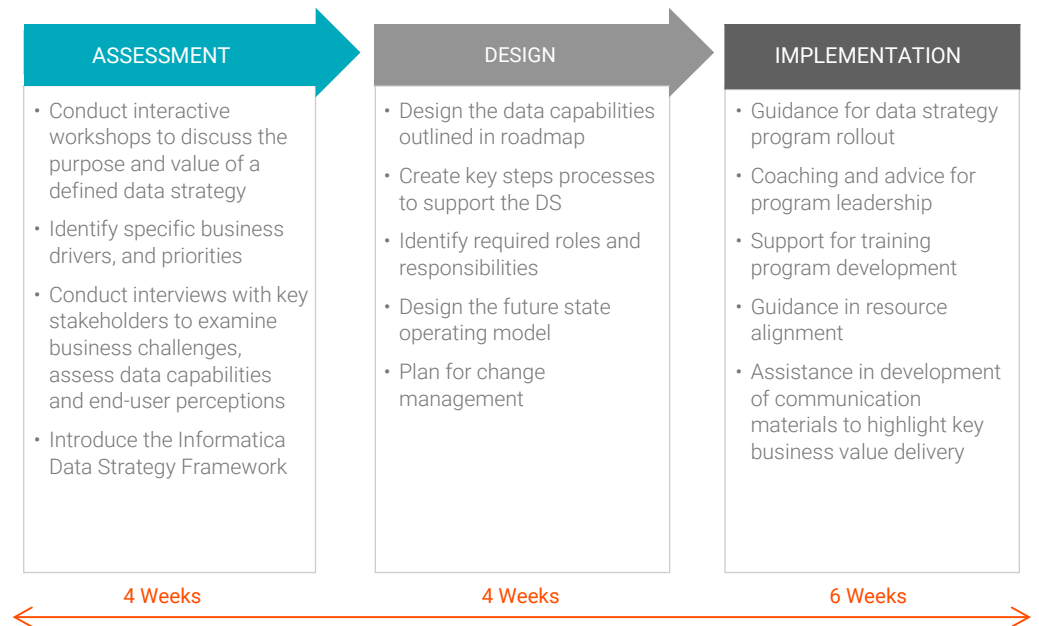 ASSESSMENT
• Conduct interactive
workshops to discuss the
purpose and value of a
defined data strategy
• Identify specific business
drivers, and priorities
• Conduct interviews with key
stakeholders to examine
business challenges,
assess data capabilities
and end-user perceptions
• Introduce the Informatica
Data Strategy Framework
4 Weeks
DESIGN
• Design the data capabilities
outlined in roadmap
• Create key steps processes
to support the DS
• Identify required roles and
responsibilities
• Design the future state
operating model
• Plan for change
management
4 Weeks
IMPLEMENTATION
• Guidance for data strategy
program rollout
• Coaching and advice for
program leadership
• Support for training
program development
• Guidance in resource
alignment
• Assistance in development
of communication
materials to highlight key
business value delivery
6 Weeks